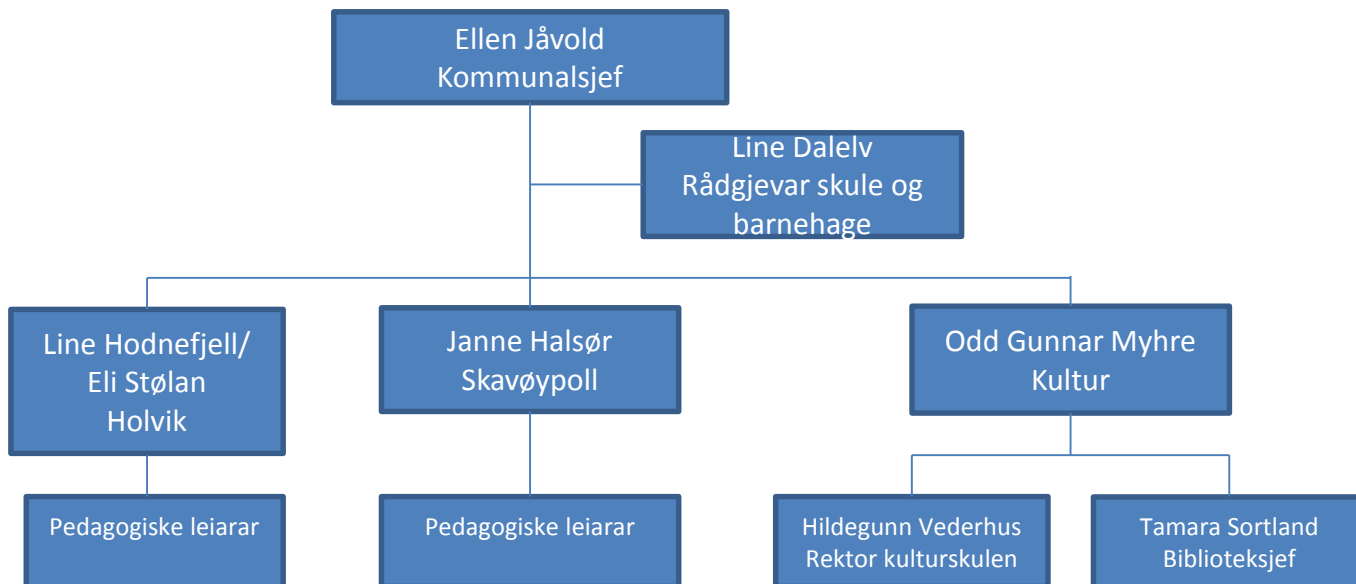 Ellen Jåvold
Kommunalsjef
Line Dalelv
Rådgjevar skule og
barnehage
Line Hodnefjell/
Eli Stølan
Holvik
Janne Halsør
Skavøypoll
Odd Gunnar Myhre
Kultur
Pedagogiske leiarar
Pedagogiske leiarar
Hildegunn Vederhus
Rektor kulturskulen
Tamara Sortland
Biblioteksjef